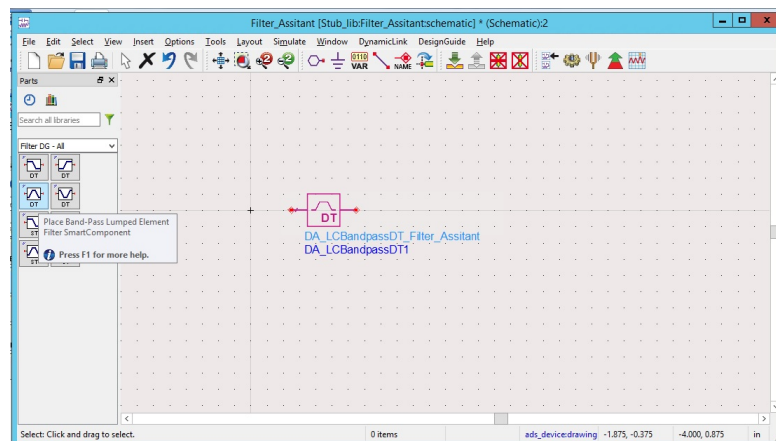 Filter_Assitant [Stub_lib:Filter_Assitant:schematic] * (Schematic):2
File Edit Select View Insert Options Tools Layout Simulate Window DynamicLink DesignGuide Help
VAR NAME
Parts
Search all libraries
Filter DG - All
DT DT
DT DT
ST
Place Band-Pass Lumped Element
Filter SmartComponent
Press F1 for more help.
ST
DT
DA_LCBandpassDT_Filter_Assitant
DA_LCBandpassDT1
Select: Click and drag to select.
0 items
ads_device:drawing -1.875, -0.375 -4.000, 0.875 in